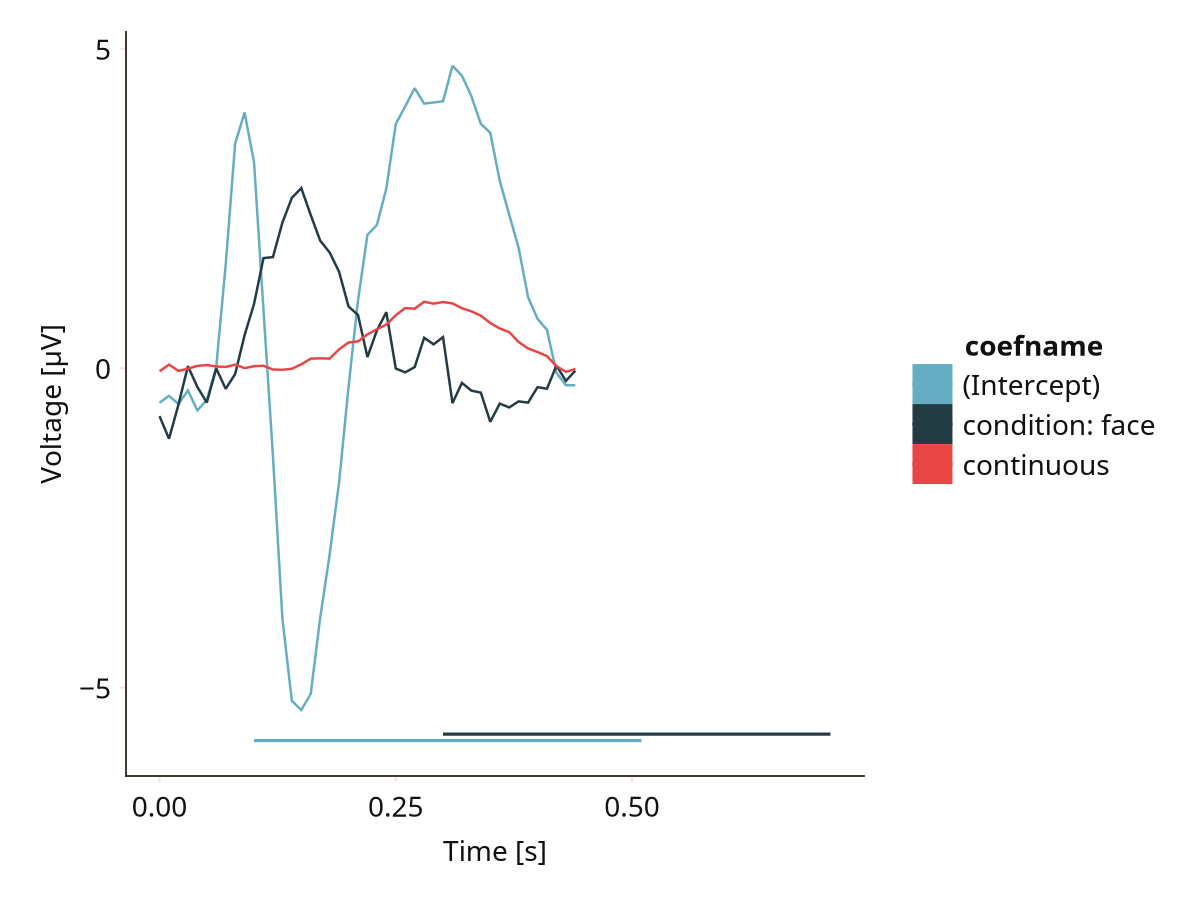 5
0
−5
Voltage [µV]
0.00
0.25
0.50
Time [s]
coefname
(Intercept)
condition: face
continuous